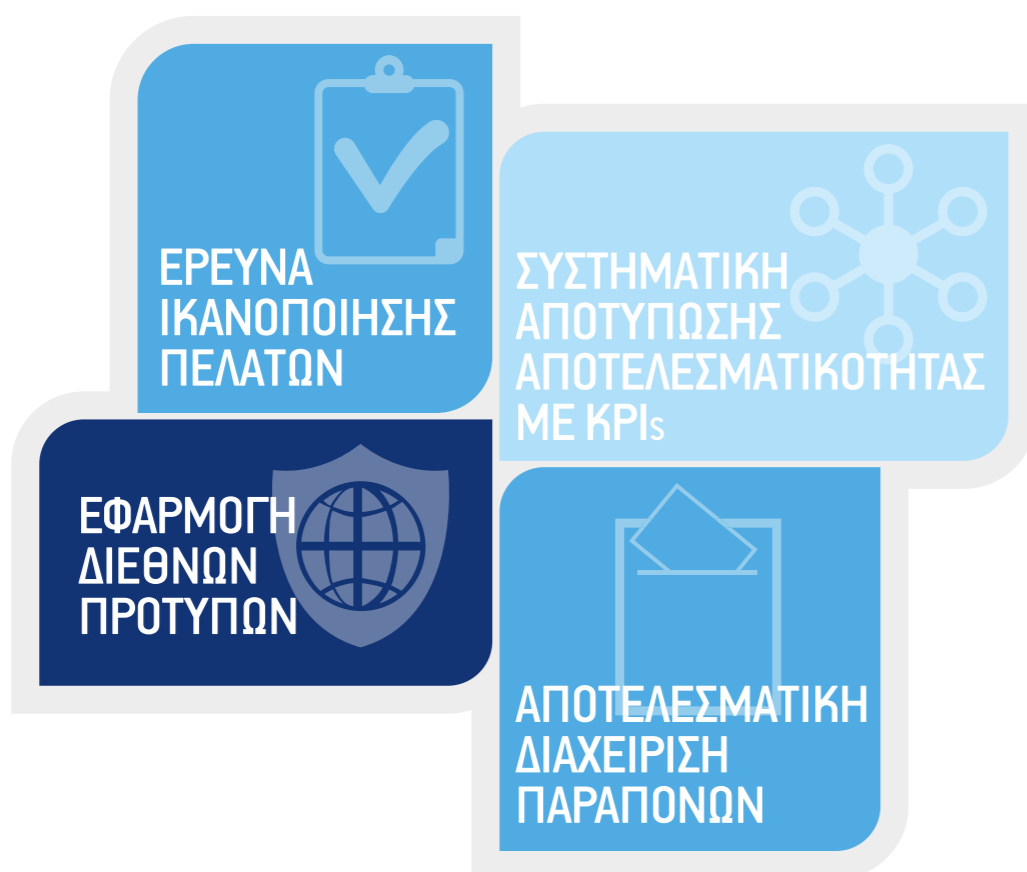 ΕΡΕΥΝΑ
ΙΚΑΝΟΠΟΙΗΣΗΣ
ΠΕΛΑΤΩΝ
ΣΥΣΤΗΜΑΤΙΚΗ
ΑΠΟΤΥΠΩΣΗΣ
ΑΠΟΤΕΛΕΣΜΑΤΙΚΟΤΗΤΑΣ
ΜΕ KPIs
ΕΦΑΡΜΟΓΗ
ΔΙΕΘΝΩΝ
ΠΡΟΤΥΠΩΝ
ΑΠΟΤΕΛΕΣΜΑΤΙΚΗ
ΔΙΑΧΕΙΡΙΣΗ
ΠΑΡΑΠΟΝΩΝ